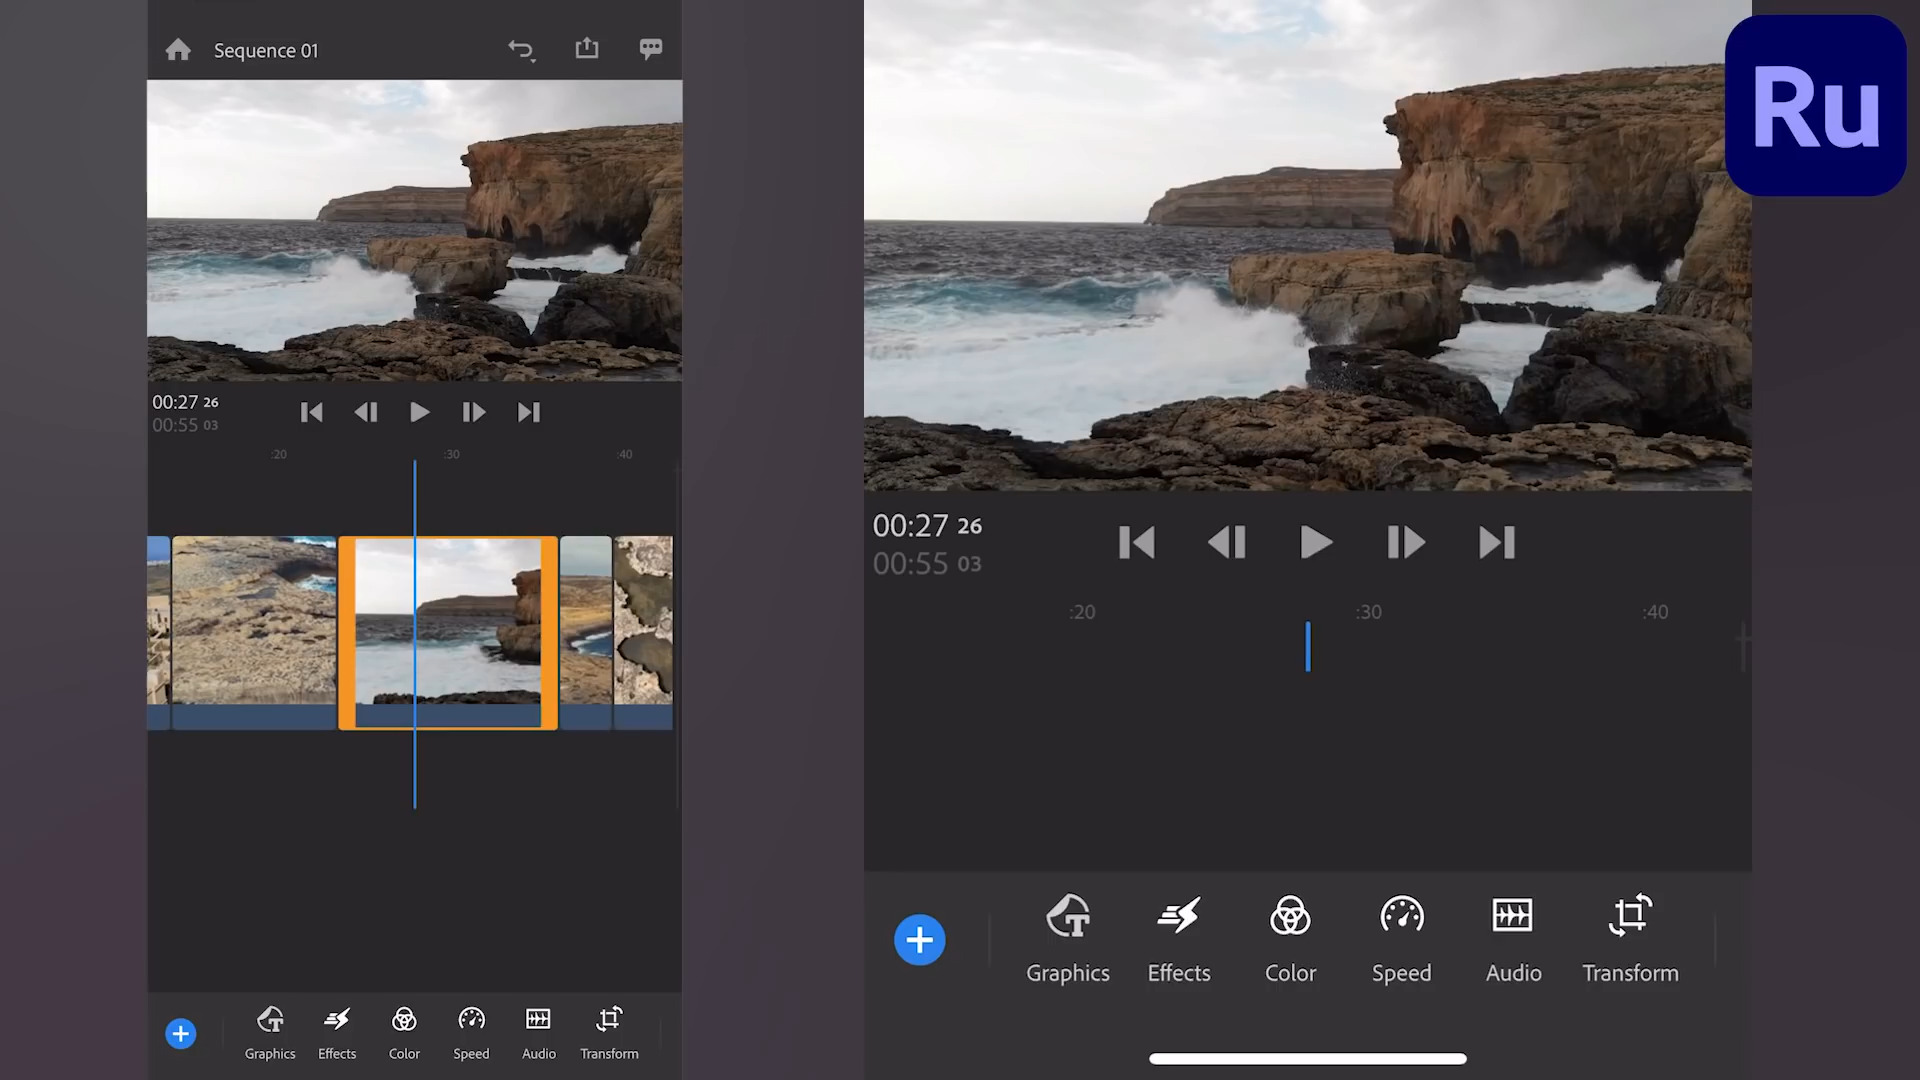 Sequence 01
00:27 26
00:55 03
:20
:30
:40
Graphics
Effects
Color
Speed
Audio
Transform
Ru
00:27 26
00:55 03
:20
:30
:40
Graphics
Effects
Color
Speed
Audio
Transform